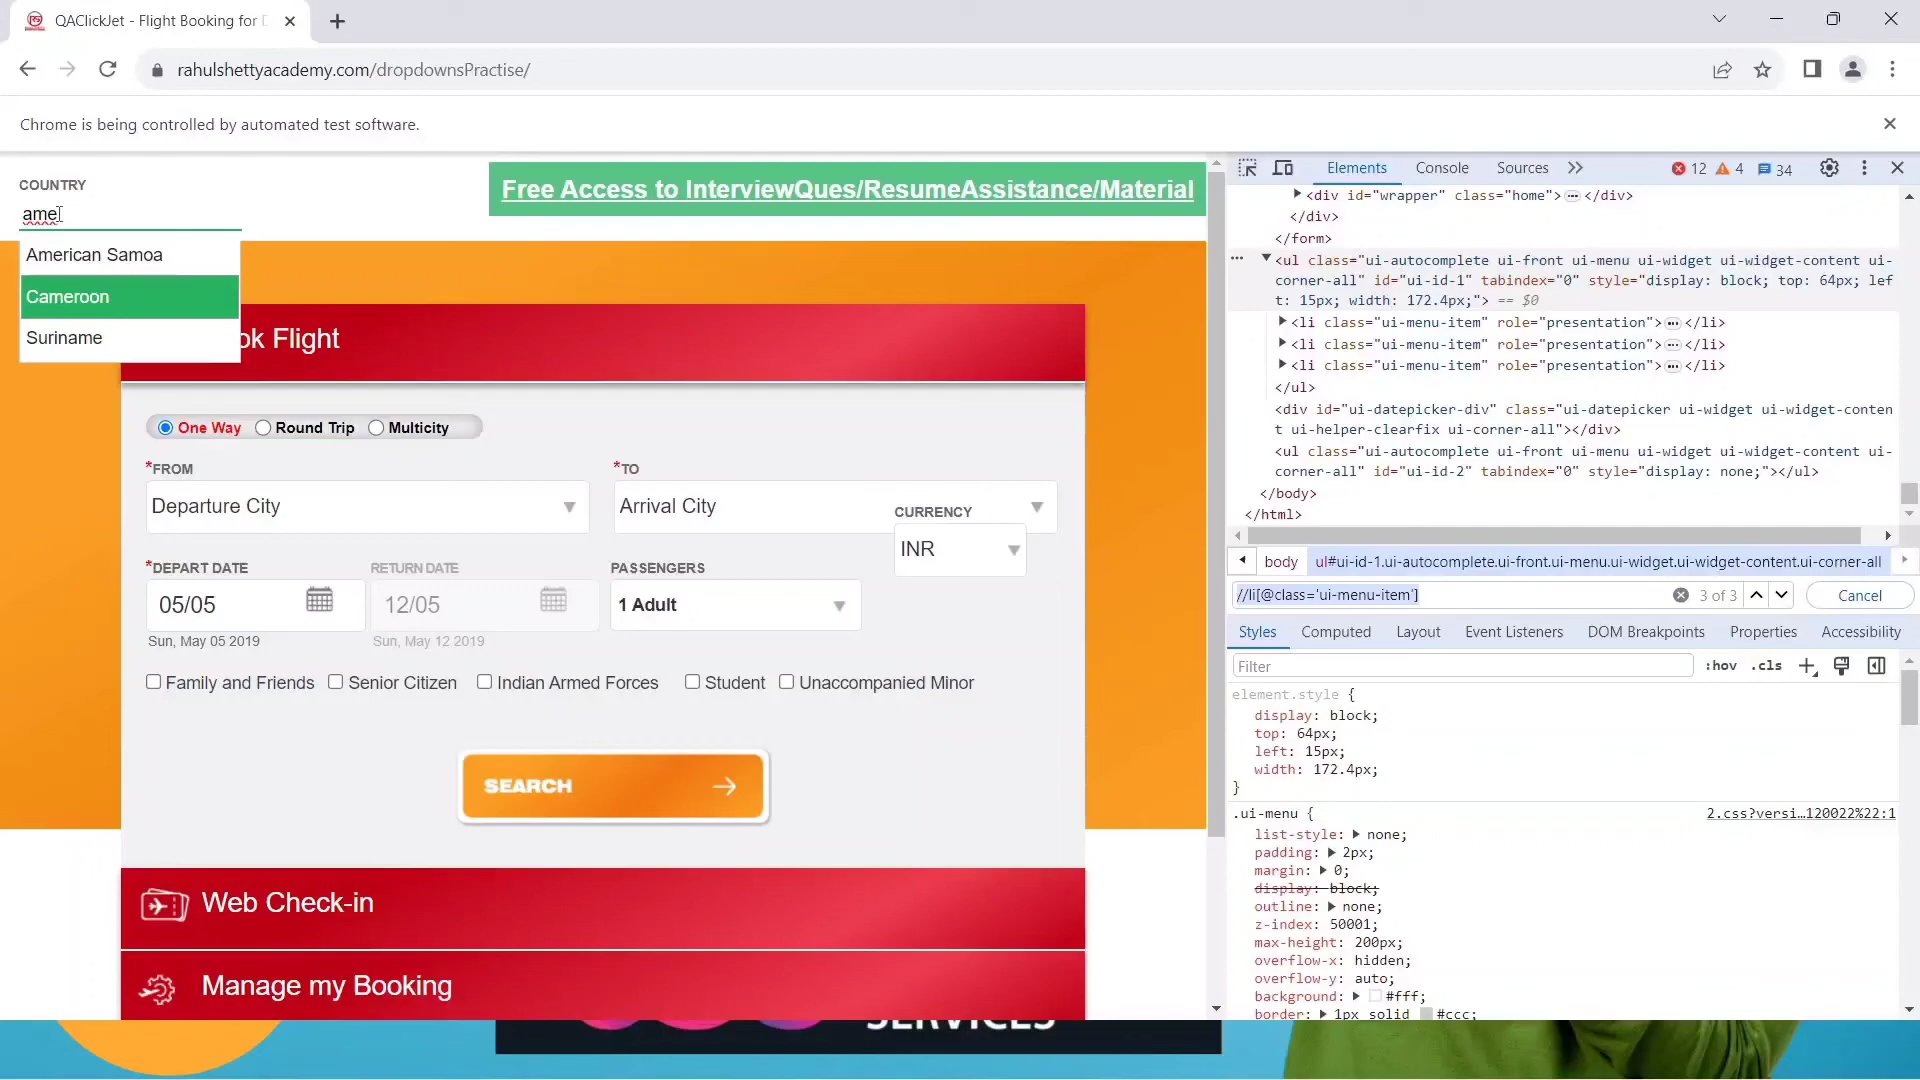 QAClickJet - Flight Booking for D
rahulshettyacademy.com/dropdownsPractise/
Chrome is being controlled by automated test software.
COUNTRY
ame
American Samoa
Cameroon
Suriname
Free Access to InterviewQues/ResumeAssistance/Material
ok Flight
One Way Round Trip Multicity
*FROM *TO
Departure City Arrival City
CURRENCY
INR
*DEPART DATE RETURN DATE PASSENGERS
05/05 12/05 1 Adult
Sun, May 05 2019 Sun, May 12 2019
Family and Friends Senior Citizen Indian Armed Forces Student Unaccompanied Minor
SEARCH
Web Check-in
Manage my Booking
SERVICES
Elements Console Sources 12 4 34
<div id="wrapper" class="home"> </div>
</div>
</form>
<ul class="ui-autocomplete ui-front ui-menu ui-widget ui-widget-content ui-
corner-all" id="ui-id-1" tabindex="0" style="display: block; top: 64px; lef
t: 15px; width: 172.4px;"> == $0
<li class="ui-menu-item" role="presentation"> </li>
<li class="ui-menu-item" role="presentation"> </li>
<li class="ui-menu-item" role="presentation"> </li>
</ul>
<div id="ui-datepicker-div" class="ui-datepicker ui-widget ui-widget-conten
t ui-helper-clearfix ui-corner-all"></div>
<ul class="ui-autocomplete ui-front ui-menu ui-widget ui-widget-content ui-
corner-all" id="ui-id-2" tabindex="0" style="display: none;"></ul>
</body>
</html>
body ul#ui-id-1.ui-autocomplete.ui-front.ui-menu.ui-widget.ui-widget-content.ui-corner-all
//li[@class='ui-menu-item'] 3 of 3 Cancel
Styles Computed Layout Event Listeners DOM Breakpoints Properties Accessibility
Filter :hov .cls
element.style {
display: block;
top: 64px;
left: 15px;
width: 172.4px;
}
.ui-menu { 2.css?versi…120022%22:1
list-style: none;
padding: 2px;
margin: 0;
display: block;
outline: none;
z-index: 50001;
max-height: 200px;
overflow-x: hidden;
overflow-y: auto;
background: #fff;
border: 1px solid #ccc;